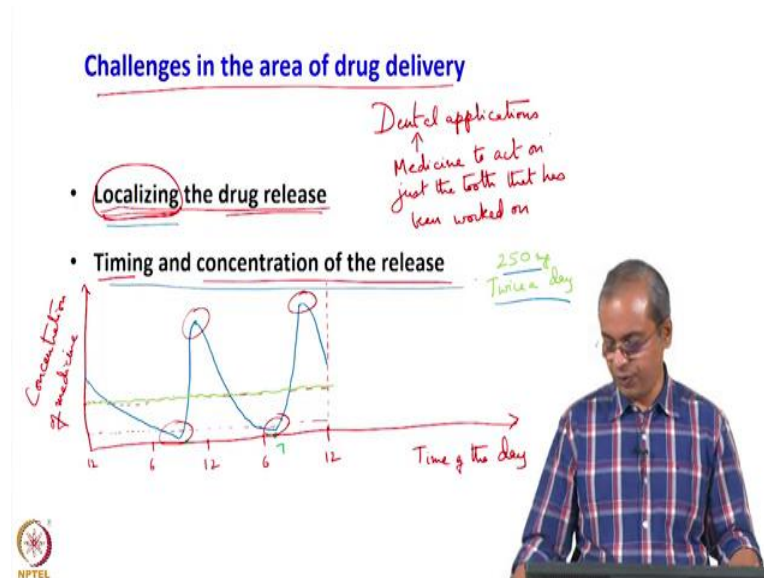 Challenges in the area of drug delivery
Dental applications
Medicine to act on
just the tooth that has
been worked on
• Localizing the drug release
• Timing and concentration of the release
250 mg
Twice a day
Concentration
of medicine
12
6
12
6
7
12
Time of the day
NPTEL